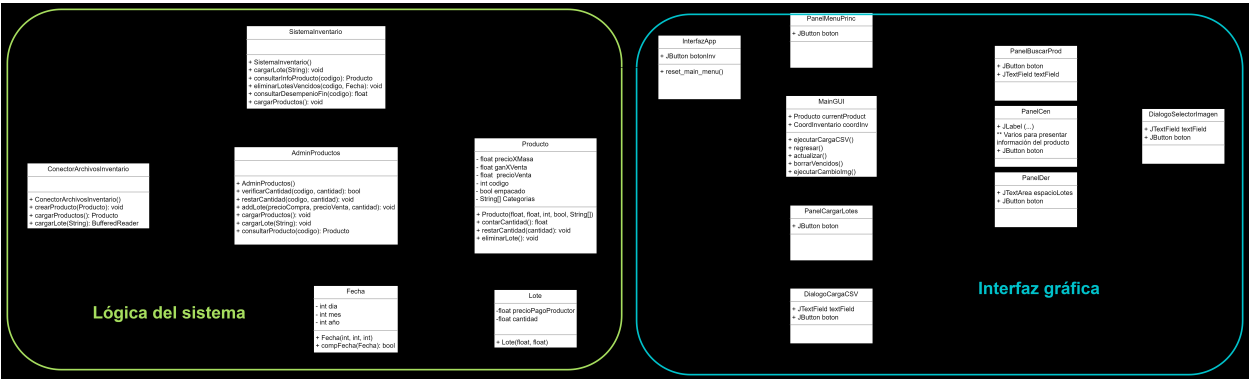 SistemaInventario
+ SistemaInventario()
+ cargarLote(String): void
+ consultarInfoProducto(codigo): Producto
+ eliminarLotesVencidos(codigo, Fecha): void
+ consultarDesempenioFin(codigo): float
+ cargarProductos(): void
ConectorArchivosInventario
+ ConectorArchivosInventario()
+ crearProducto(Producto): void
+ cargarProductos(): Producto
+ cargarLote(String): BufferedReader
AdminProductos
+ AdminProductos()
+ verificarCantidad(codigo, cantidad): bool
+ restarCantidad(codigo, cantidad): void
+ addLote(precioCompra, precioVenta, cantidad): void
+ cargarProductos(): void
+ cargarLote(String): void
+ consultarProducto(codigo): Producto
Producto
- float precioXMasa
- float ganXVenta
- float precioVenta
- int codigo
- bool empacado
- String[] Categorias
+ Producto(float, float, int, bool, String[])
+ contarCantidad(): float
+ restarCantidad(cantidad): void
+ eliminarLote(): void
Fecha
- int dia
- int mes
- int año
+ Fecha(int, int, int)
+ compFecha(Fecha): bool
Lote
-float precioPagoProductor
-float cantidad
+ Lote(float, float)
Lógica del sistema
InterfazApp
+ JButton botonInv
+ reset_main_menu()
PanelMenuPrinc
+ JButton boton
MainGUI
+ Producto currentProduct
+ CoordInventario coordInv
+ ejecutarCargaCSV()
+ regresar()
+ actualizar()
+ borrarVencidos()
+ ejecutarCambioImg()
PanelCargarLotes
+ JButton boton
DialogoCargaCSV
+ JTextField textField
+ JButton boton
PanelBuscarProd
+ JButton boton
+ JTextField textField
PanelCen
+ JLabel (...)
** Varios para presentar
información del producto
+ JButton boton
PanelDer
+ JTextArea espacioLotes
+ JButton boton
DialogoSelectorImagen
+ JTextField textField
+ JButton boton
Interfaz gráfica